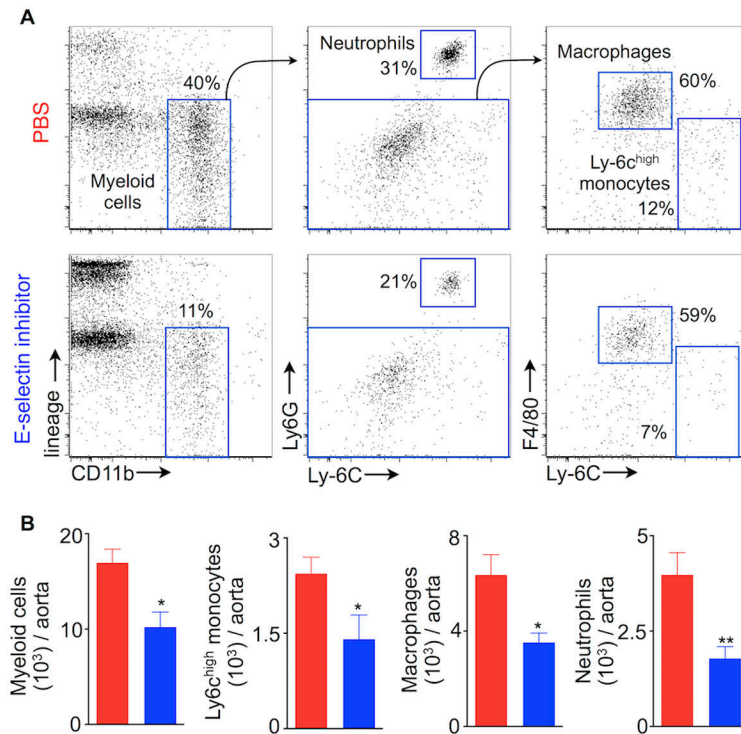 A
PBS
40%
Myeloid
cells
Neutrophils
31%
Macrophages
60%
Ly-6c^high
monocytes
12%
E-selectin inhibitor
11%
lineage
CD11b
21%
Ly6G
Ly-6C
59%
7%
F4/80
Ly-6C
B
Myeloid cells
(10³) / aorta
20
10
0
*
Ly6c^high monocytes
(10³) / aorta
3
1.5
0
*
Macrophages
(10³) / aorta
8
4
0
*
Neutrophils
(10³) / aorta
5
2.5
0
**